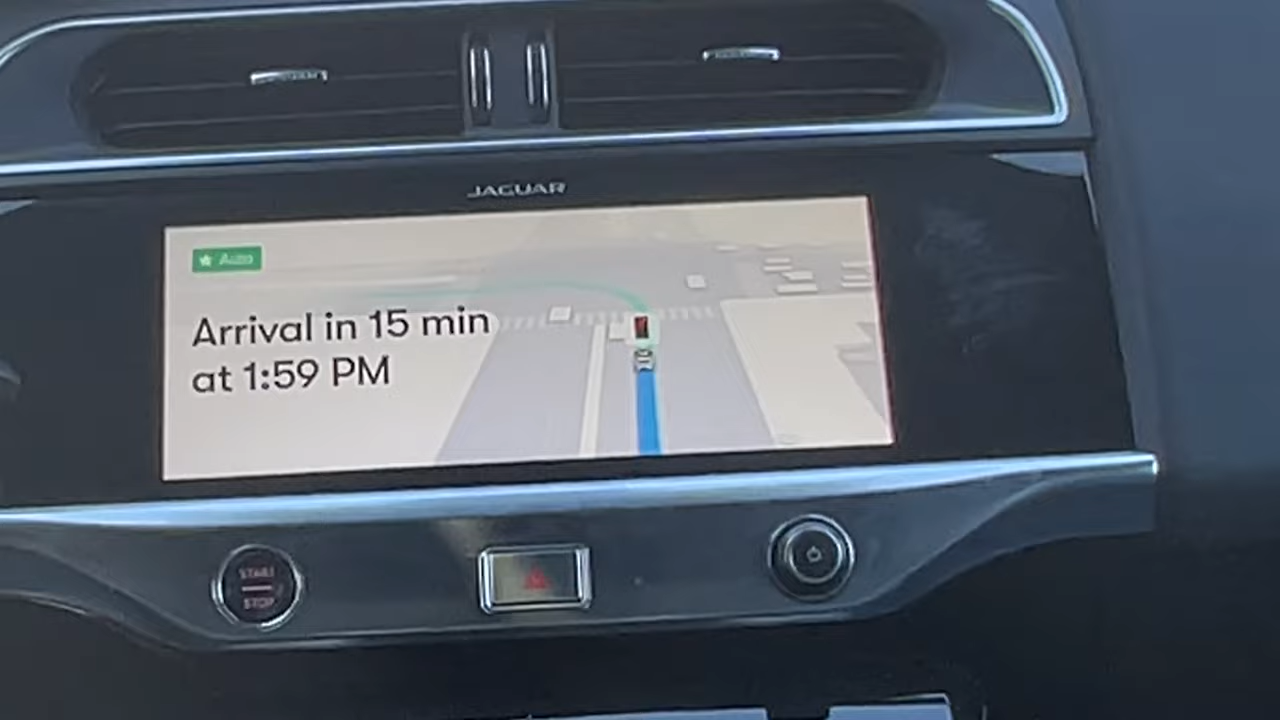 JAGUAR
Auto
Arrival in 15 min
at 1:59 PM
START
STOP